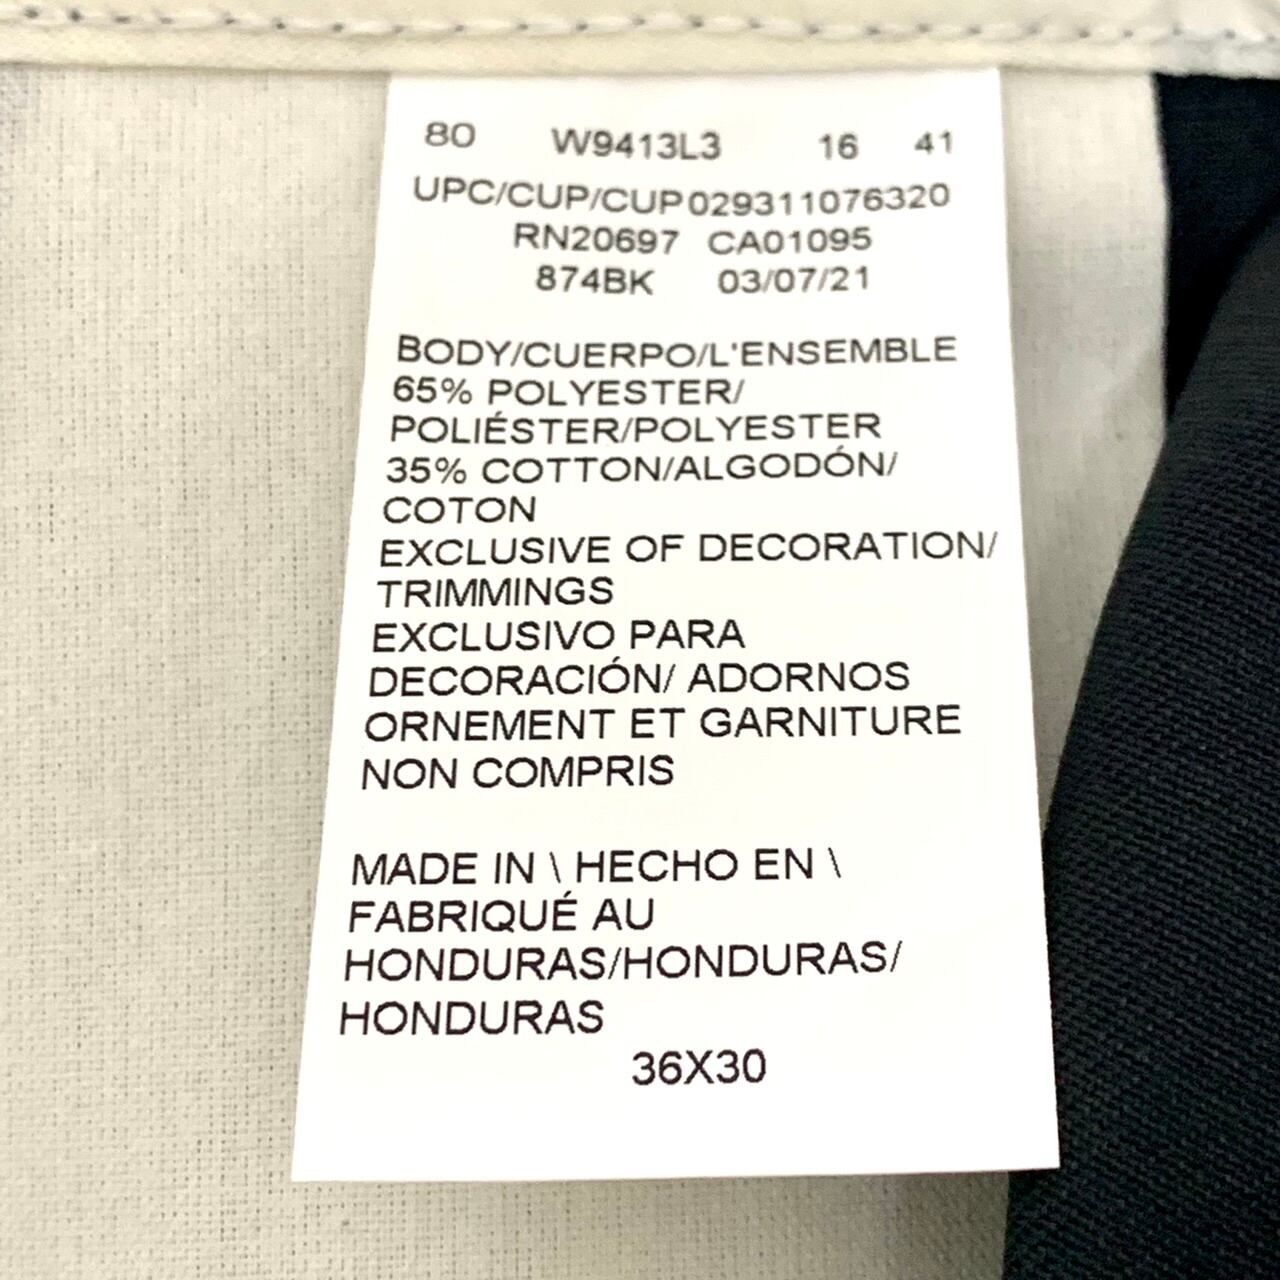 80 W9413L3 16 41
UPC/CUP/CUP029311076320
RN20697 CA01095
874BK 03/07/21
BODY/CUERPO/L'ENSEMBLE
65% POLYESTER/
POLIÉSTER/POLYESTER
35% COTTON/ALGODÓN/
COTON
EXCLUSIVE OF DECORATION/
TRIMMINGS
EXCLUSIVO PARA
DECORACIÓN/ ADORNOS
ORNEMENT ET GARNITURE
NON COMPRIS
MADE IN \ HECHO EN \
FABRIQUÉ AU
HONDURAS/HONDURAS/
HONDURAS
36X30